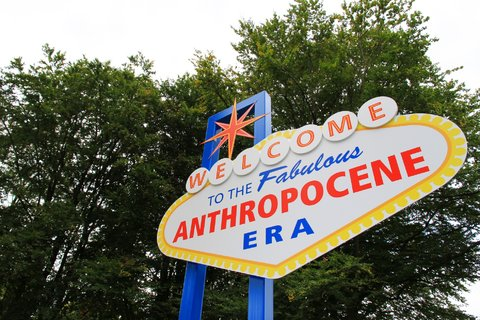 WELCOME
TO THE Fabulous
ANTHROPOCENE
ERA